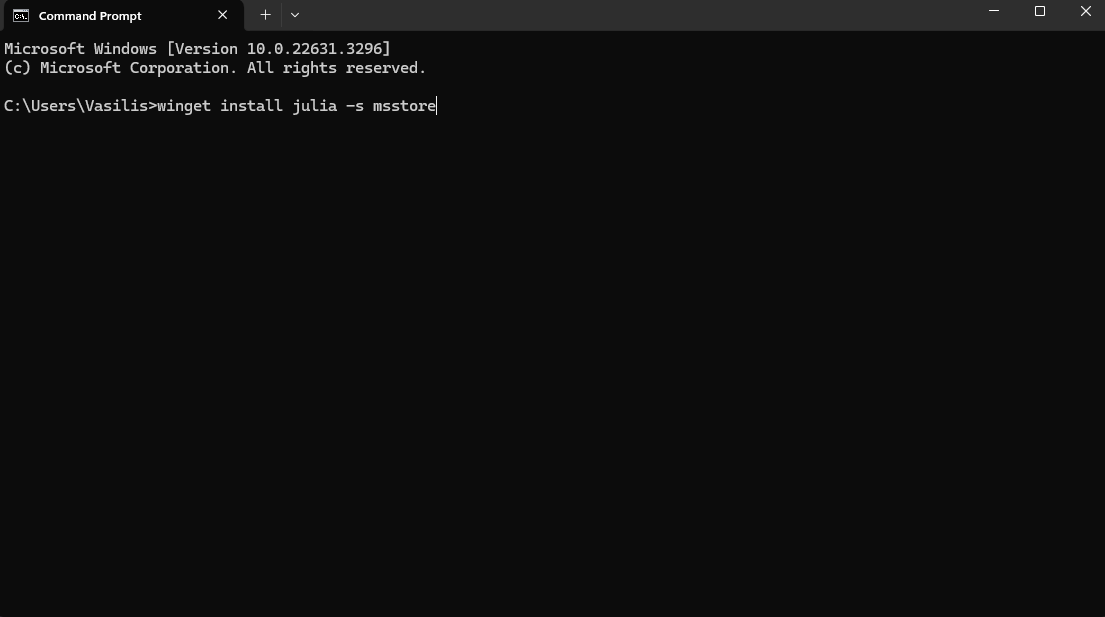 Command Prompt
Microsoft Windows [Version 10.0.22631.3296]
(c) Microsoft Corporation. All rights reserved.
C:\Users\Vasilis>winget install julia -s msstore